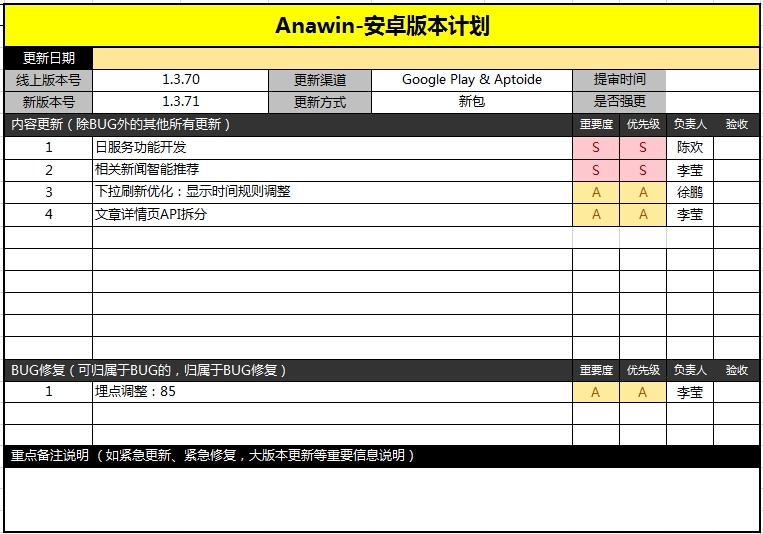 Anawin-安卓版本计划
更新日期
线上版本号 1.3.70 更新渠道 Google Play & Aptoide 提审时间
新版本号 1.3.71 更新方式 新包 是否强更
内容更新（除BUG外的其他所有更新） 重要度 优先级 负责人 验收
1 日服务功能开发 S S 陈欢
2 相关新闻智能推荐 S S 李莹
3 下拉刷新优化：显示时间规则调整 A A 徐鹏
4 文章详情页API拆分 A A 李莹
BUG修复（可归属于BUG的，归属于BUG修复） 重要度 优先级 负责人 验收
1 埋点调整：85 A A 李莹
重点备注说明 （如紧急更新、紧急修复，大版本更新等重要信息说明）